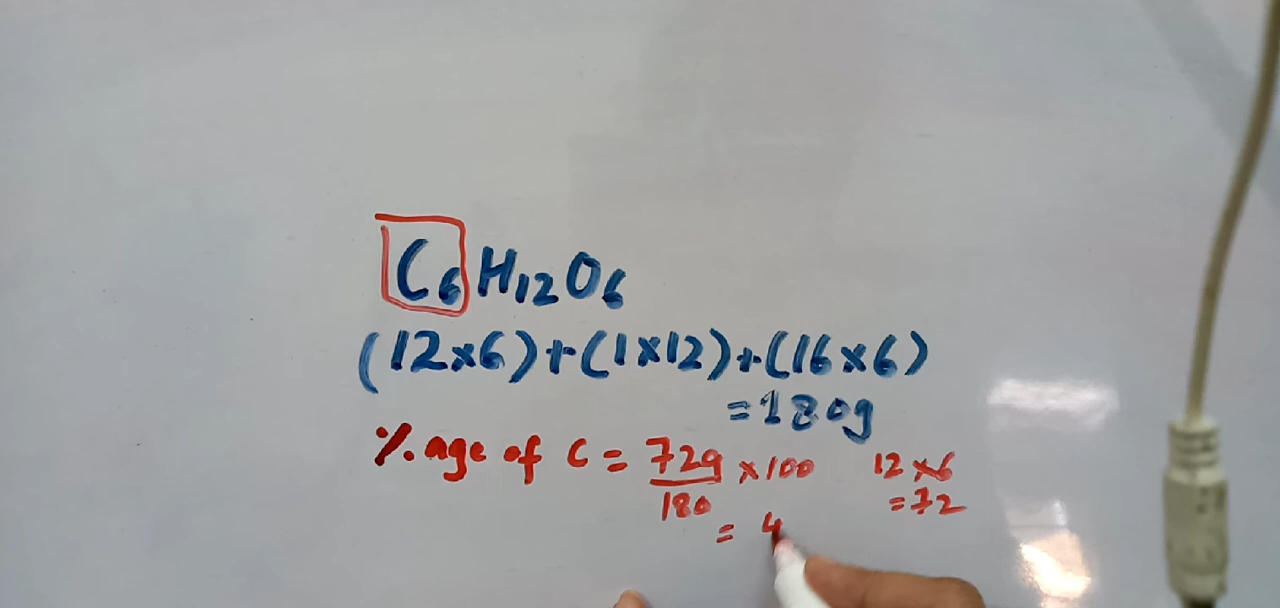 C₆H₁₂O₆
(12×6)+(1×12)+(16×6)
=180g
%age of C = 72g/180 ×100
12×6
=72
= 4